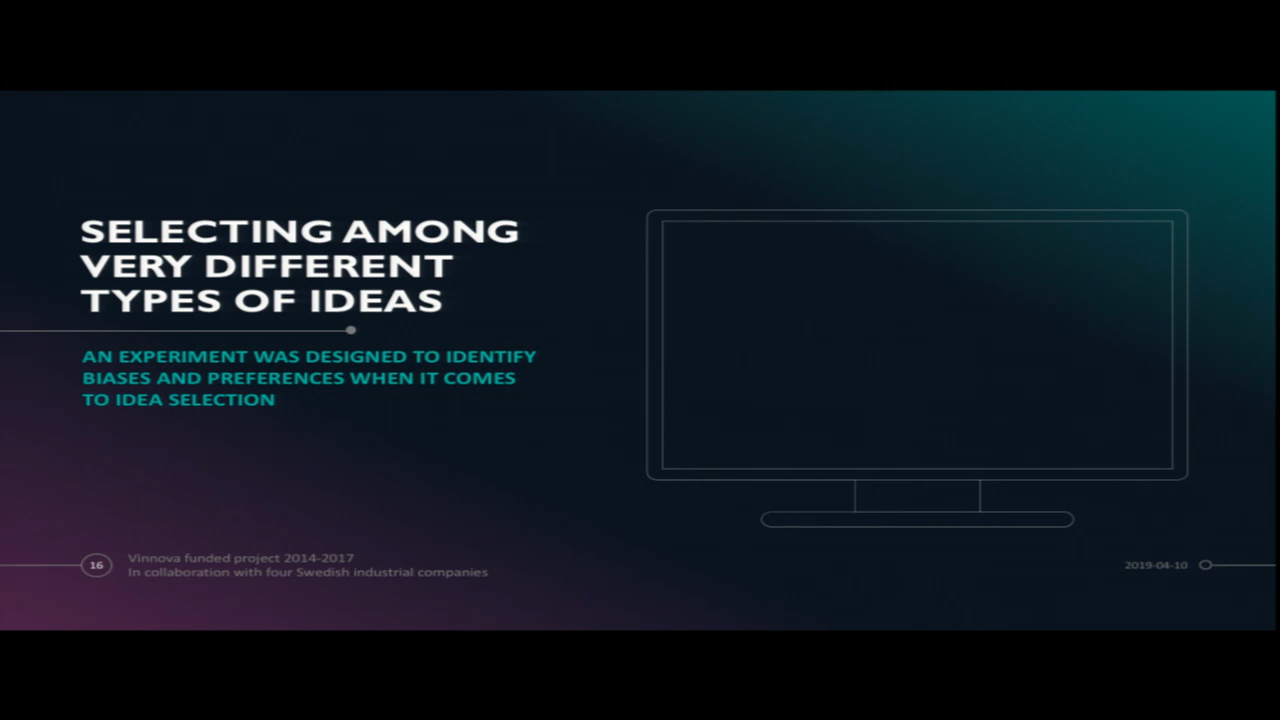 SELECTING AMONG
VERY DIFFERENT
TYPES OF IDEAS
AN EXPERIMENT WAS DESIGNED TO IDENTIFY
BIASES AND PREFERENCES WHEN IT COMES
TO IDEA SELECTION
16
Vinnova funded project 2014-2017
In collaboration with four Swedish industrial companies
2019-04-10